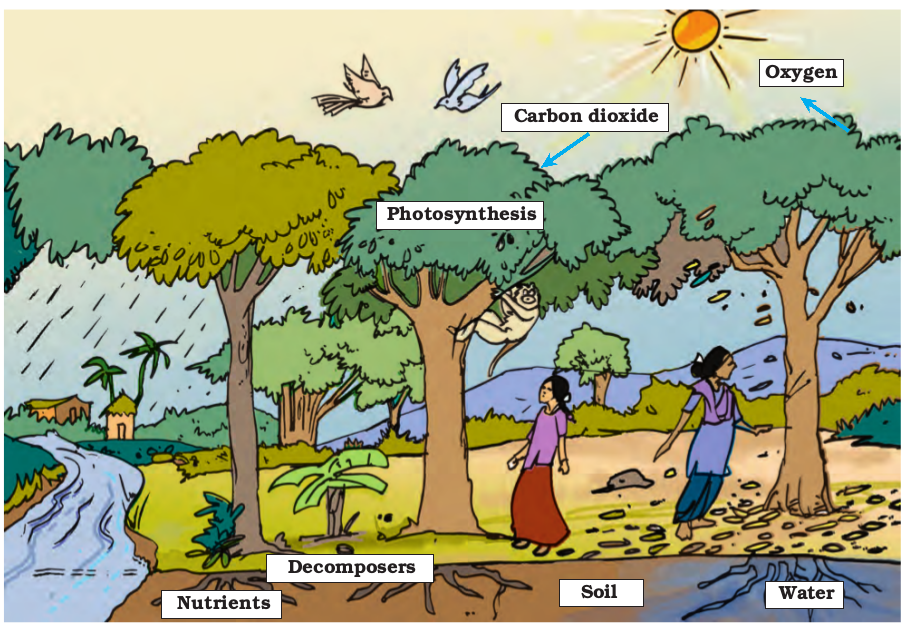 Oxygen
Carbon dioxide
Photosynthesis
Decomposers
Nutrients
Soil
Water